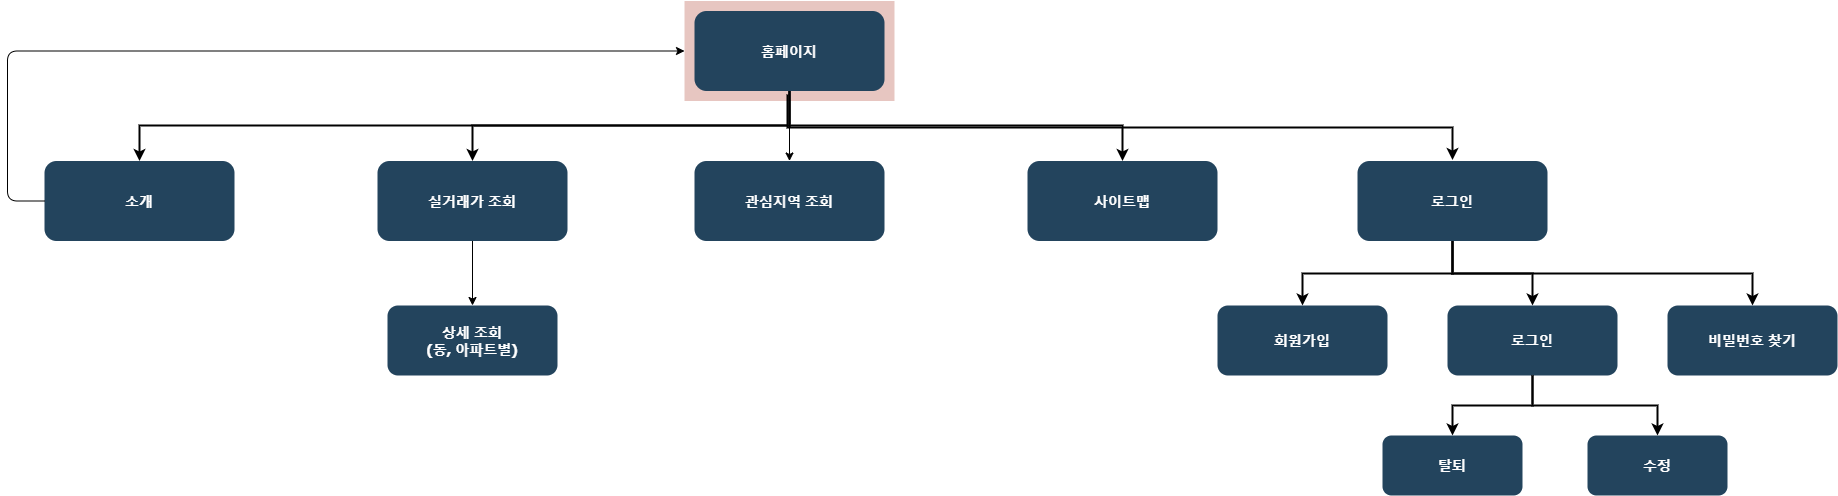 홈페이지
소개
실거래가 조회
관심지역 조회
사이트맵
로그인
상세 조회
(동, 아파트별)
회원가입
로그인
비밀번호 찾기
탈퇴
수정